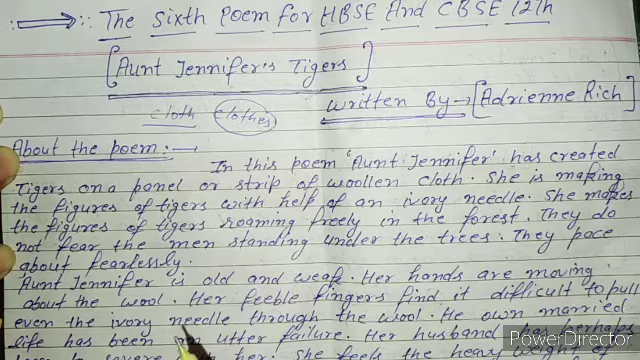 The Sixth Poem for HBSE And CBSE 12th
[Aunt Jennifer's Tigers]
cloth clothes
written By → [Adrienne Rich]
About the poem:- →
In this poem 'Aunt Jennifer' has created
Tigers on a panel or strip of woollen cloth. She is making
the figures of tigers with help of an ivory needle. She makes
the figures of tigers roaming freely in the forest. They do
not fear the men standing under the trees. They pace
about fearlessly.
Aunt Jennifer is old and weak. Her hands are moving
about the wool. Her feeble fingers find it difficult to pull
even the ivory needle through the wool. He own married
life has been an utter failure. Her husband has perhaps
to severe her. She feels the heavy weight of
PowerDirector